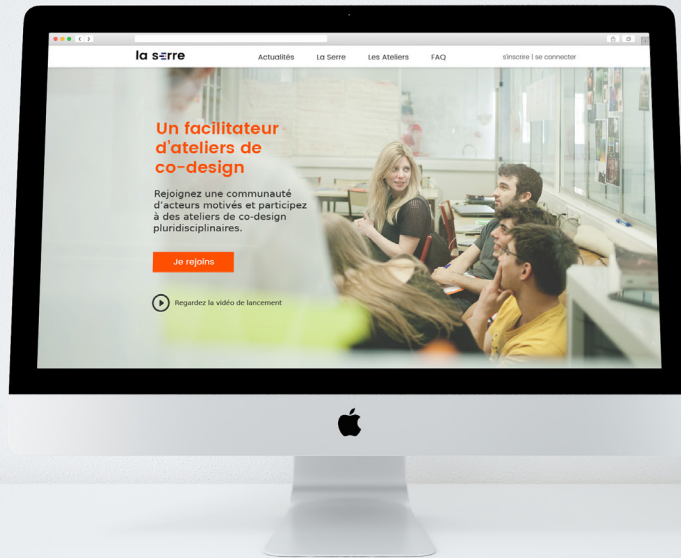 la serre
Actualités
La Serre
Les Ateliers
FAQ
s'inscrire | se connecter
Un facilitateur
d'ateliers de
co-design
Rejoignez une communauté
d'acteurs motivés et participez
à des ateliers de co-design
pluridisciplinaires.
Je rejoins
Regardez la vidéo de lancement